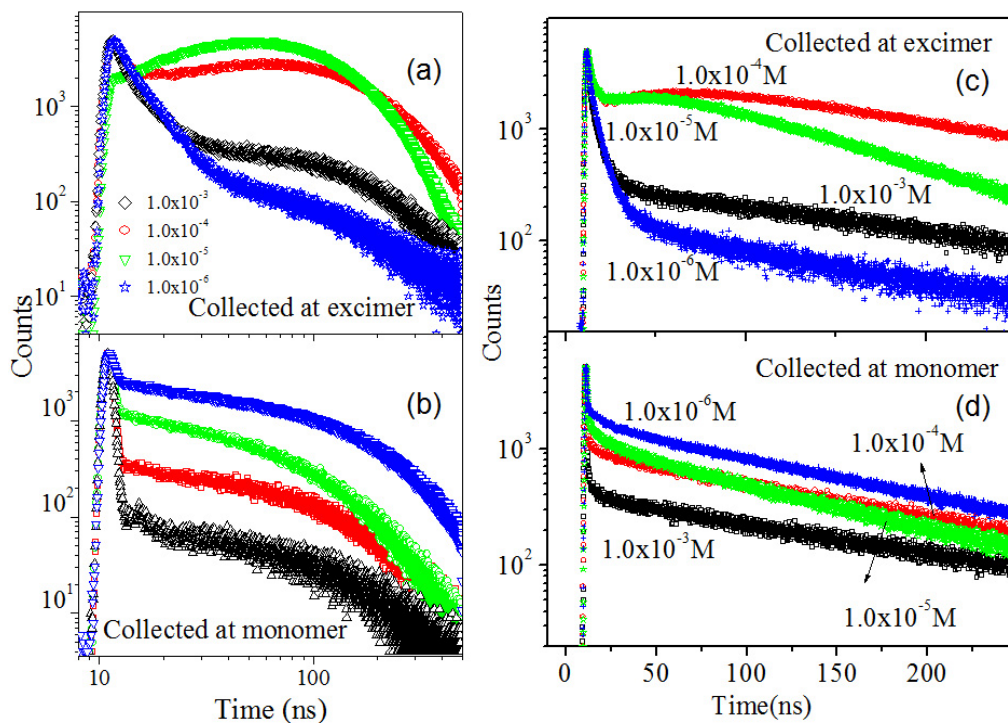 (a)
10³
10²
10¹
1.0x10⁻³
1.0x10⁻⁴
1.0x10⁻⁵
1.0x10⁻⁶
Collected at excimer
Counts
(b)
10³
10²
10¹
Collected at monomer
10
100
Time (ns)
Collected at excimer
(c)
1.0x10⁻⁴M
1.0x10⁻⁵M
1.0x10⁻³M
1.0x10⁻⁶M
10³
10²
Counts
Collected at monomer
(d)
1.0x10⁻⁶M
1.0x10⁻⁴M
1.0x10⁻³M
1.0x10⁻⁵M
10³
10²
0
50
100
150
200
Time(ns)